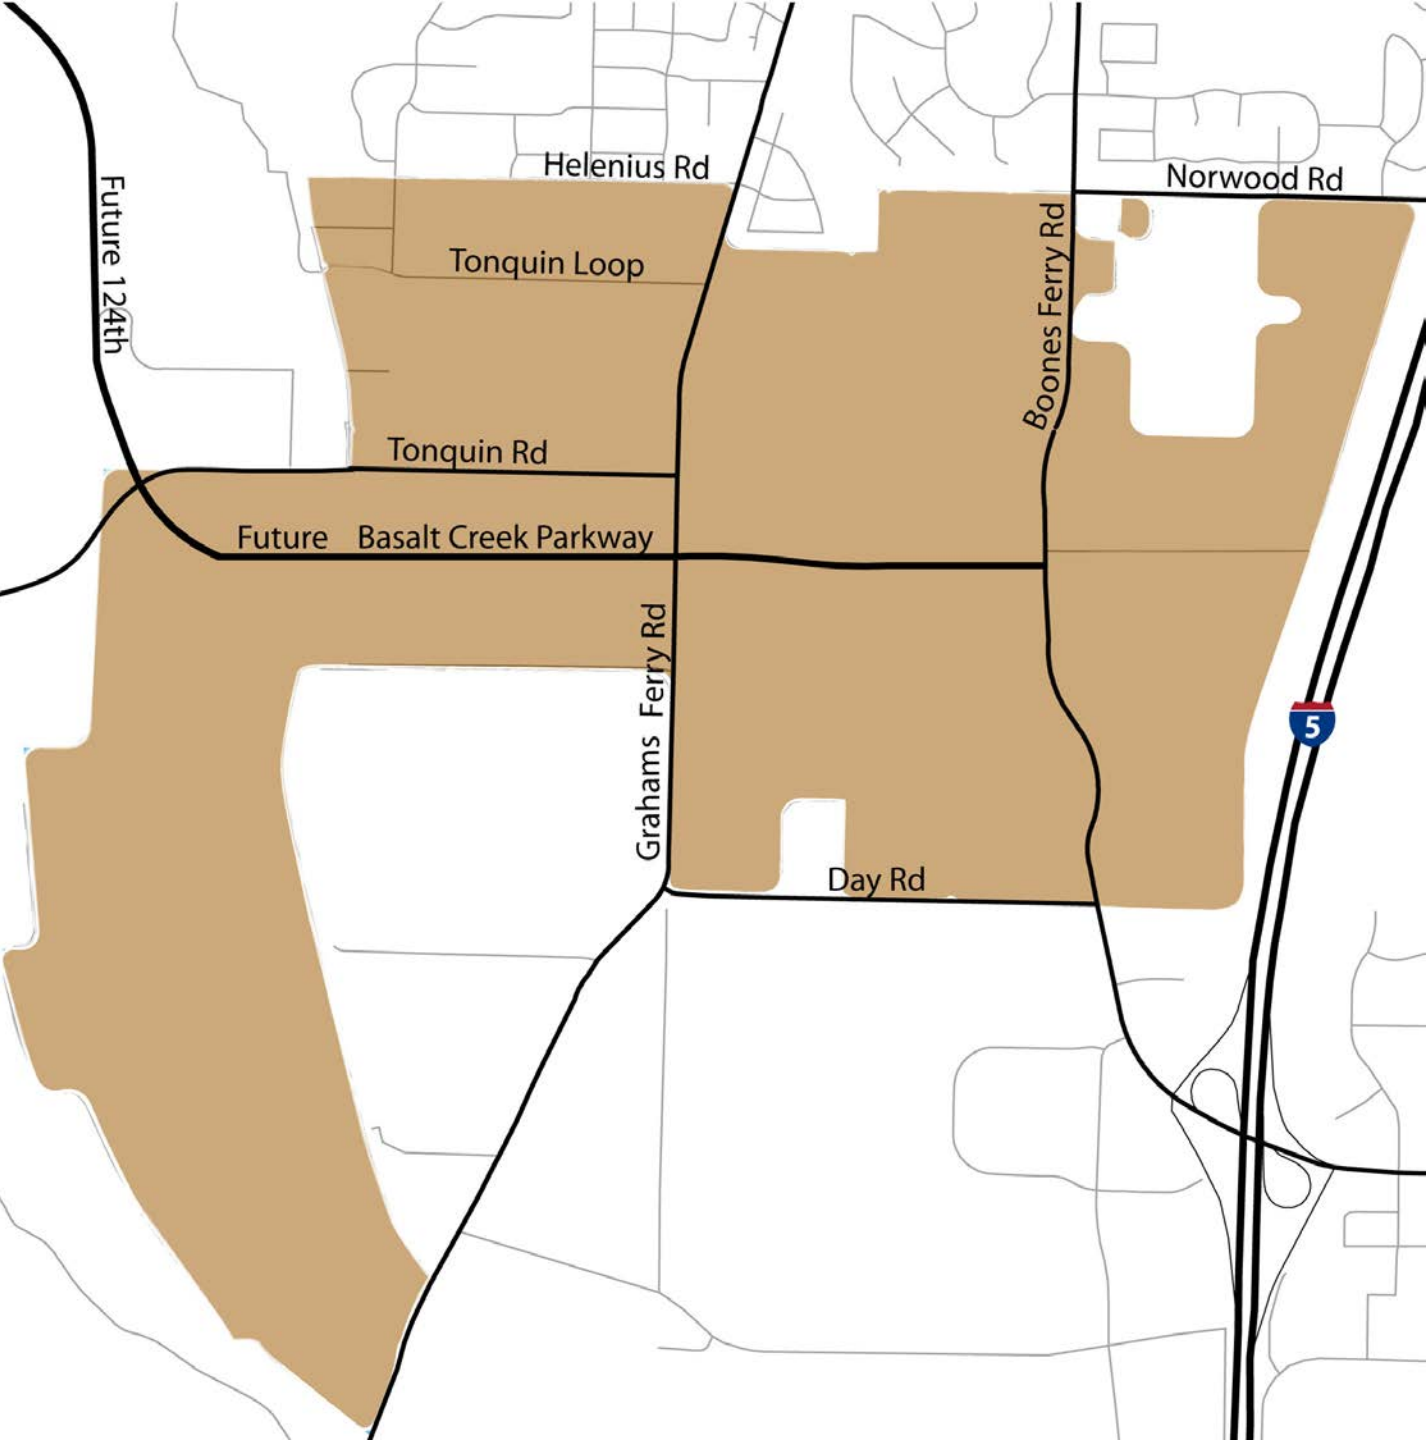 Helenius Rd
Norwood Rd
Future 124th
Tonquin Loop
Boones Ferry Rd
Tonquin Rd
Future Basalt Creek Parkway
Grahams Ferry Rd
5
Day Rd